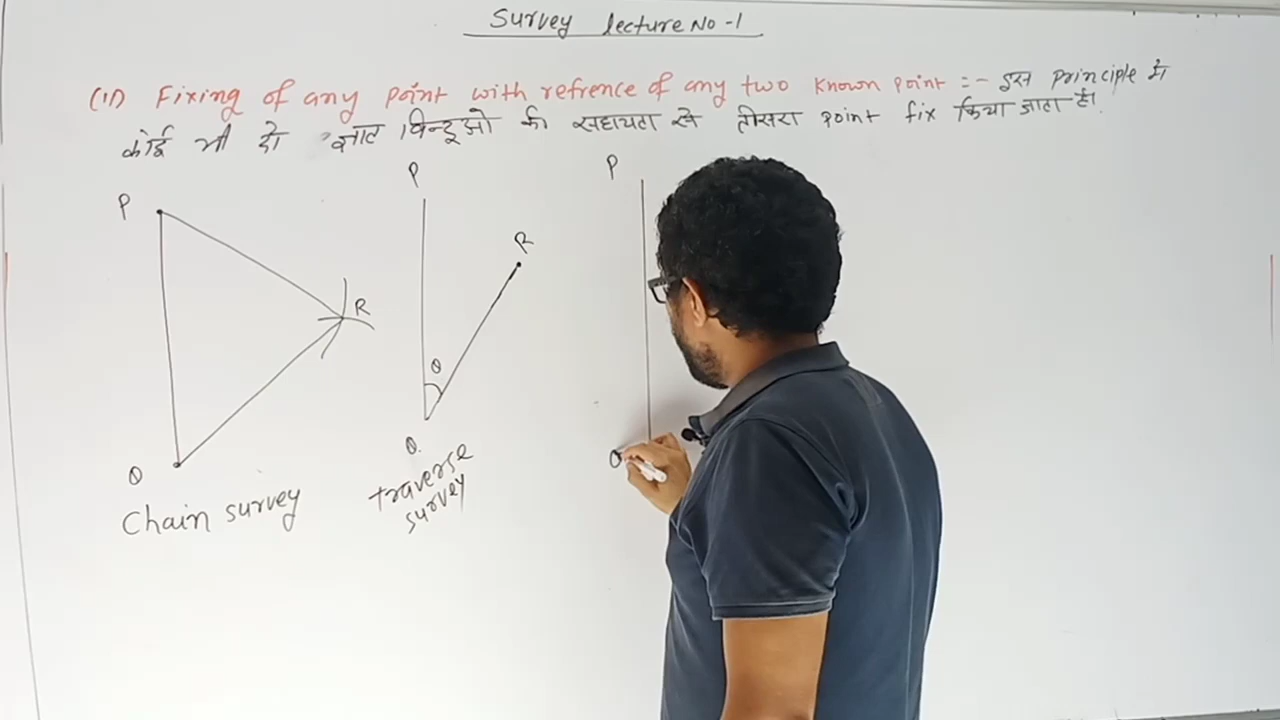 Survey lecture No -1
(11) Fixing of any point with refrence of any two known point :- इस principle में
कोई भी दो ज्ञात बिन्दूओ की सहायता से तीसरा point fix किया जाता है।
P
R
Q
Chain survey
P
R
θ
Q
traverse
survey
P
Q